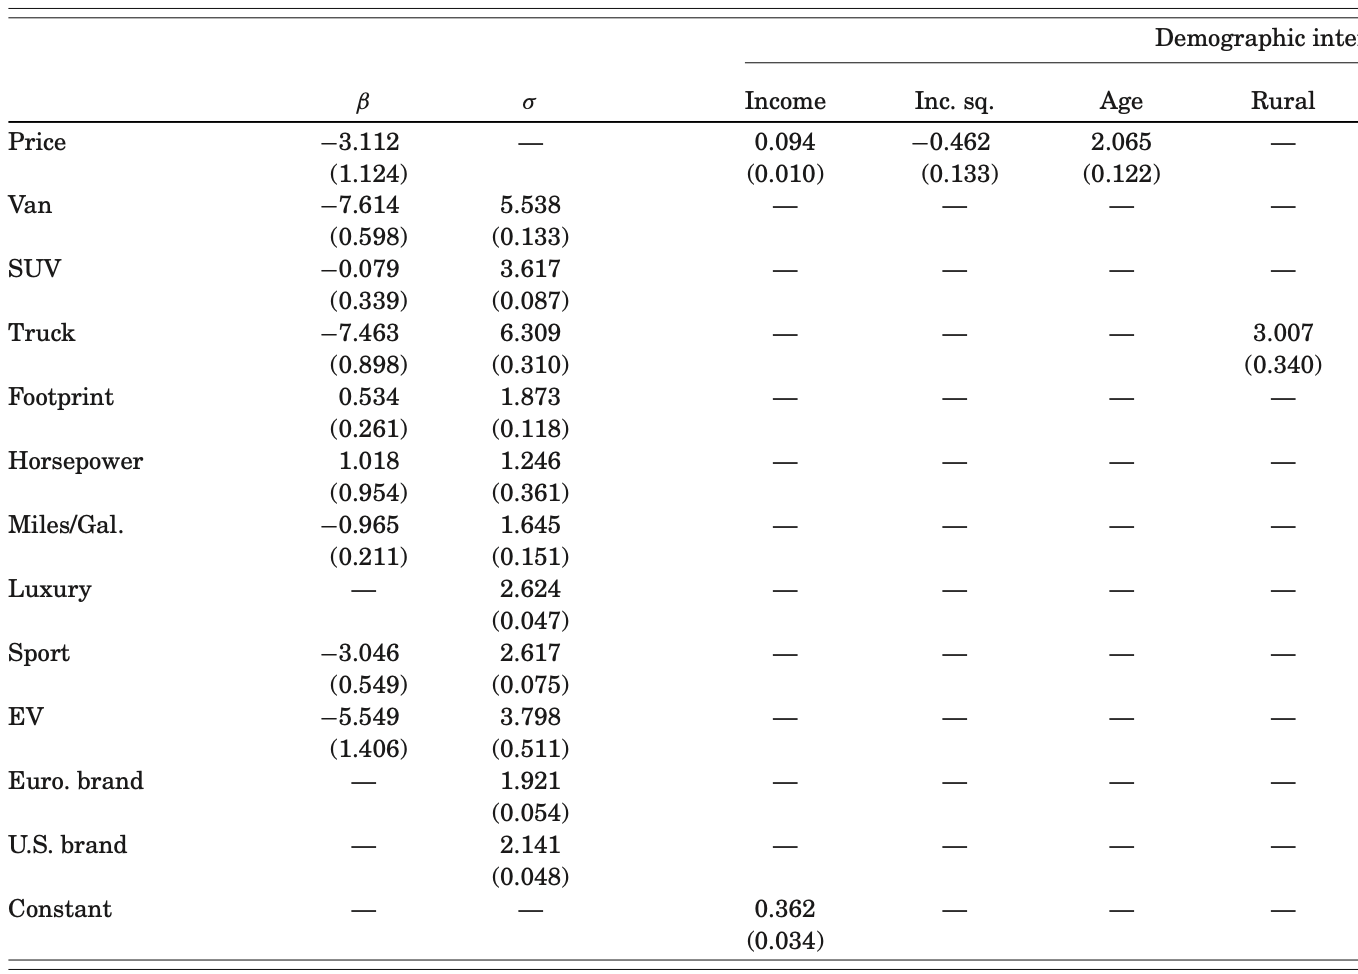 Demographic inte
β σ Income Inc. sq. Age Rural
Price −3.112 — 0.094 −0.462 2.065 —
(1.124) (0.010) (0.133) (0.122)
Van −7.614 5.538 — — — —
(0.598) (0.133)
SUV −0.079 3.617 — — — —
(0.339) (0.087)
Truck −7.463 6.309 — — — 3.007
(0.898) (0.310) (0.340)
Footprint 0.534 1.873 — — — —
(0.261) (0.118)
Horsepower 1.018 1.246 — — — —
(0.954) (0.361)
Miles/Gal. −0.965 1.645 — — — —
(0.211) (0.151)
Luxury — 2.624 — — — —
(0.047)
Sport −3.046 2.617 — — — —
(0.549) (0.075)
EV −5.549 3.798 — — — —
(1.406) (0.511)
Euro. brand — 1.921 — — — —
(0.054)
U.S. brand — 2.141 — — — —
(0.048)
Constant — — 0.362 — — —
(0.034)